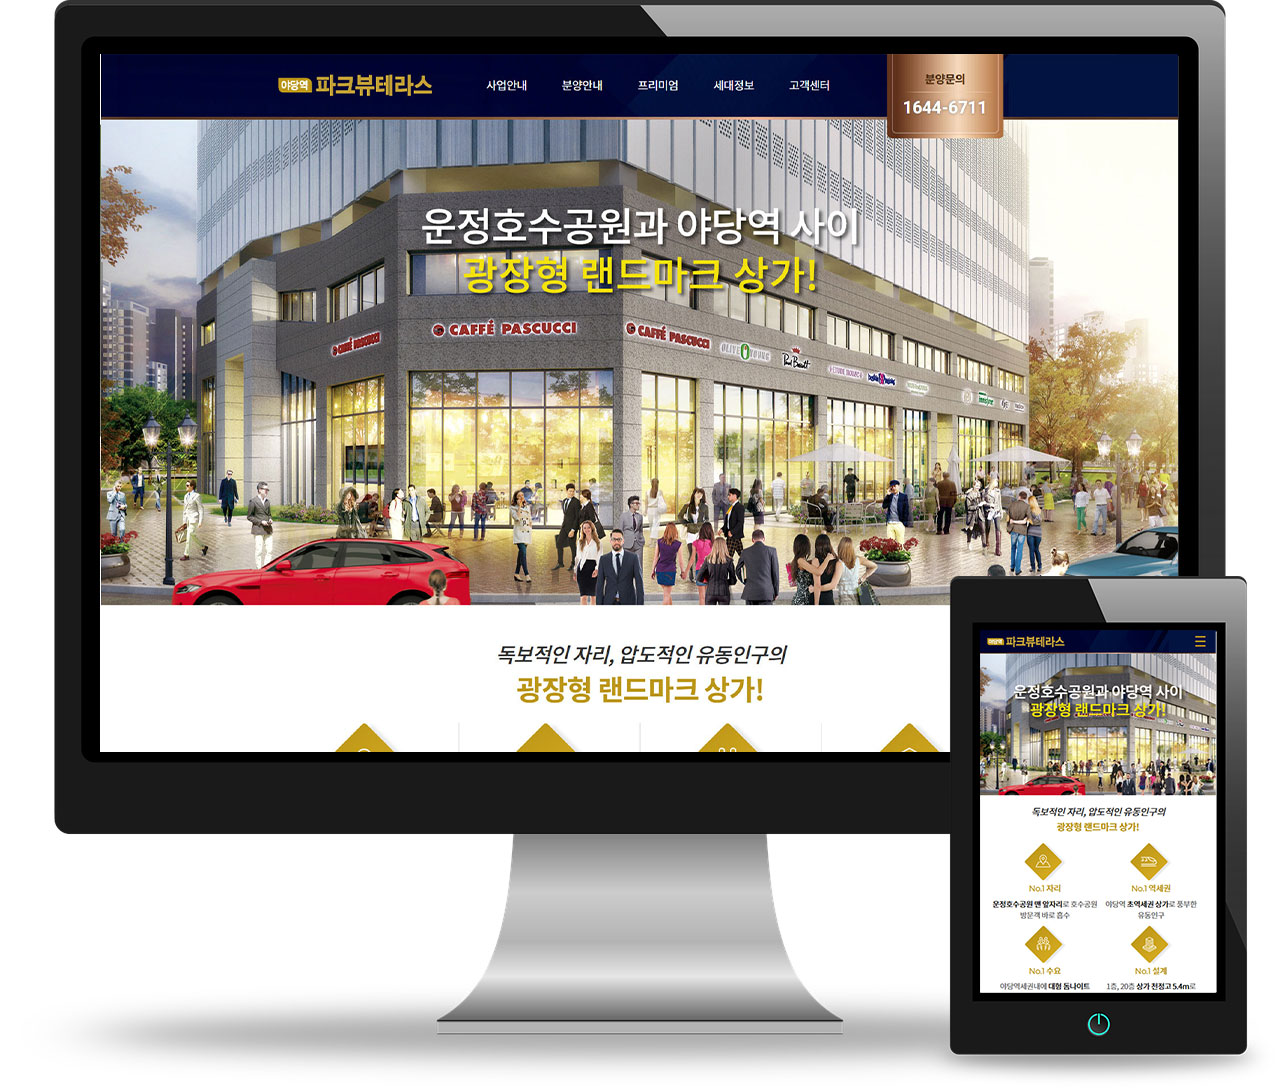 야당역 파크뷰테라스
사업안내 분양안내 프리미엄 세대정보 고객센터
분양문의
1644-6711
운정호수공원과 야당역 사이
광장형 랜드마크 상가!
CAFFÉ PASCUCCI
CAFFÉ PASCUCCI
CAFFÉ PASCUCCI
OLIVE YOUNG
Paul Bassett
독보적인 자리, 압도적인 유동인구의
광장형 랜드마크 상가!
야당역 파크뷰테라스
운정호수공원과 야당역 사이
광장형 랜드마크 상가!
독보적인 자리, 압도적인 유동인구의
광장형 랜드마크 상가!
No.1 자리
No.1 역세권
운정호수공원 맨 앞자리로 호수공원
방문객 바로 흡수
야당역 초역세권 상가로 풍부한
유동인구
No.1 수요
No.1 설계
야당역세권내에 대형 돔나이트
1층, 20층 상가 천정고 5.4m로